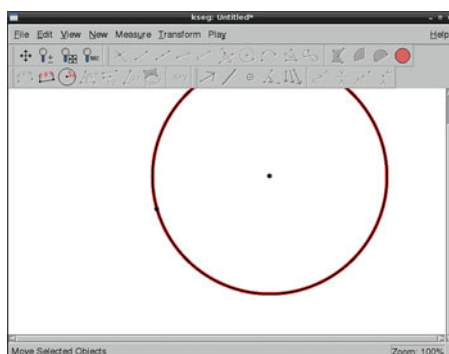 kseg: Untitled*
File Edit View New Measure Transform Play Help
Move Selected Objects Zoom: 100%